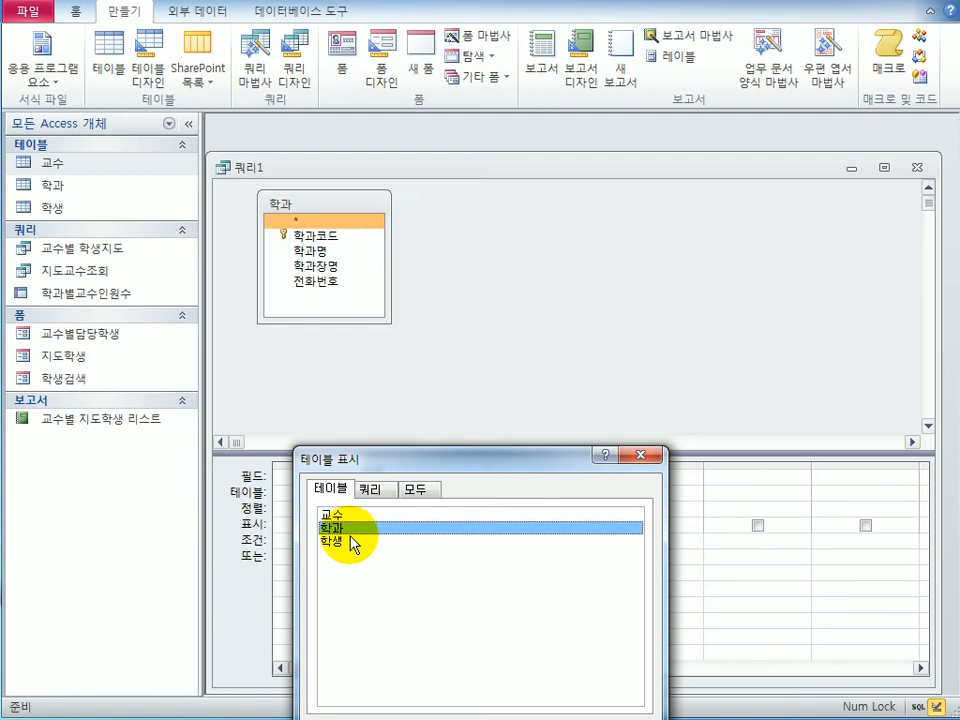 파일 홈 만들기 외부 데이터 데이터베이스 도구
응용 프로그램 요소
서식 파일
테이블 테이블 디자인 SharePoint 목록
테이블
쿼리 마법사 쿼리 디자인
쿼리
폼 폼 디자인 새 폼
폼 마법사
탐색
기타 폼
폼
보고서 보고서 디자인 새 보고서
보고서 마법사
레이블
업무 문서 양식 마법사 우편 엽서 마법사
보고서
매크로
매크로 및 코드
모든 Access 개체
테이블
교수
학과
학생
쿼리
교수별 학생지도
지도교수조회
학과별교수인원수
폼
교수별담당학생
지도학생
학생검색
보고서
교수별 지도학생 리스트
쿼리1
학과
*
학과코드
학과명
학과장명
전화번호
필드:
테이블:
정렬:
표시:
조건:
또는:
테이블 표시
테이블 쿼리 모두
교수
학과
학생
준비
Num Lock
SQL